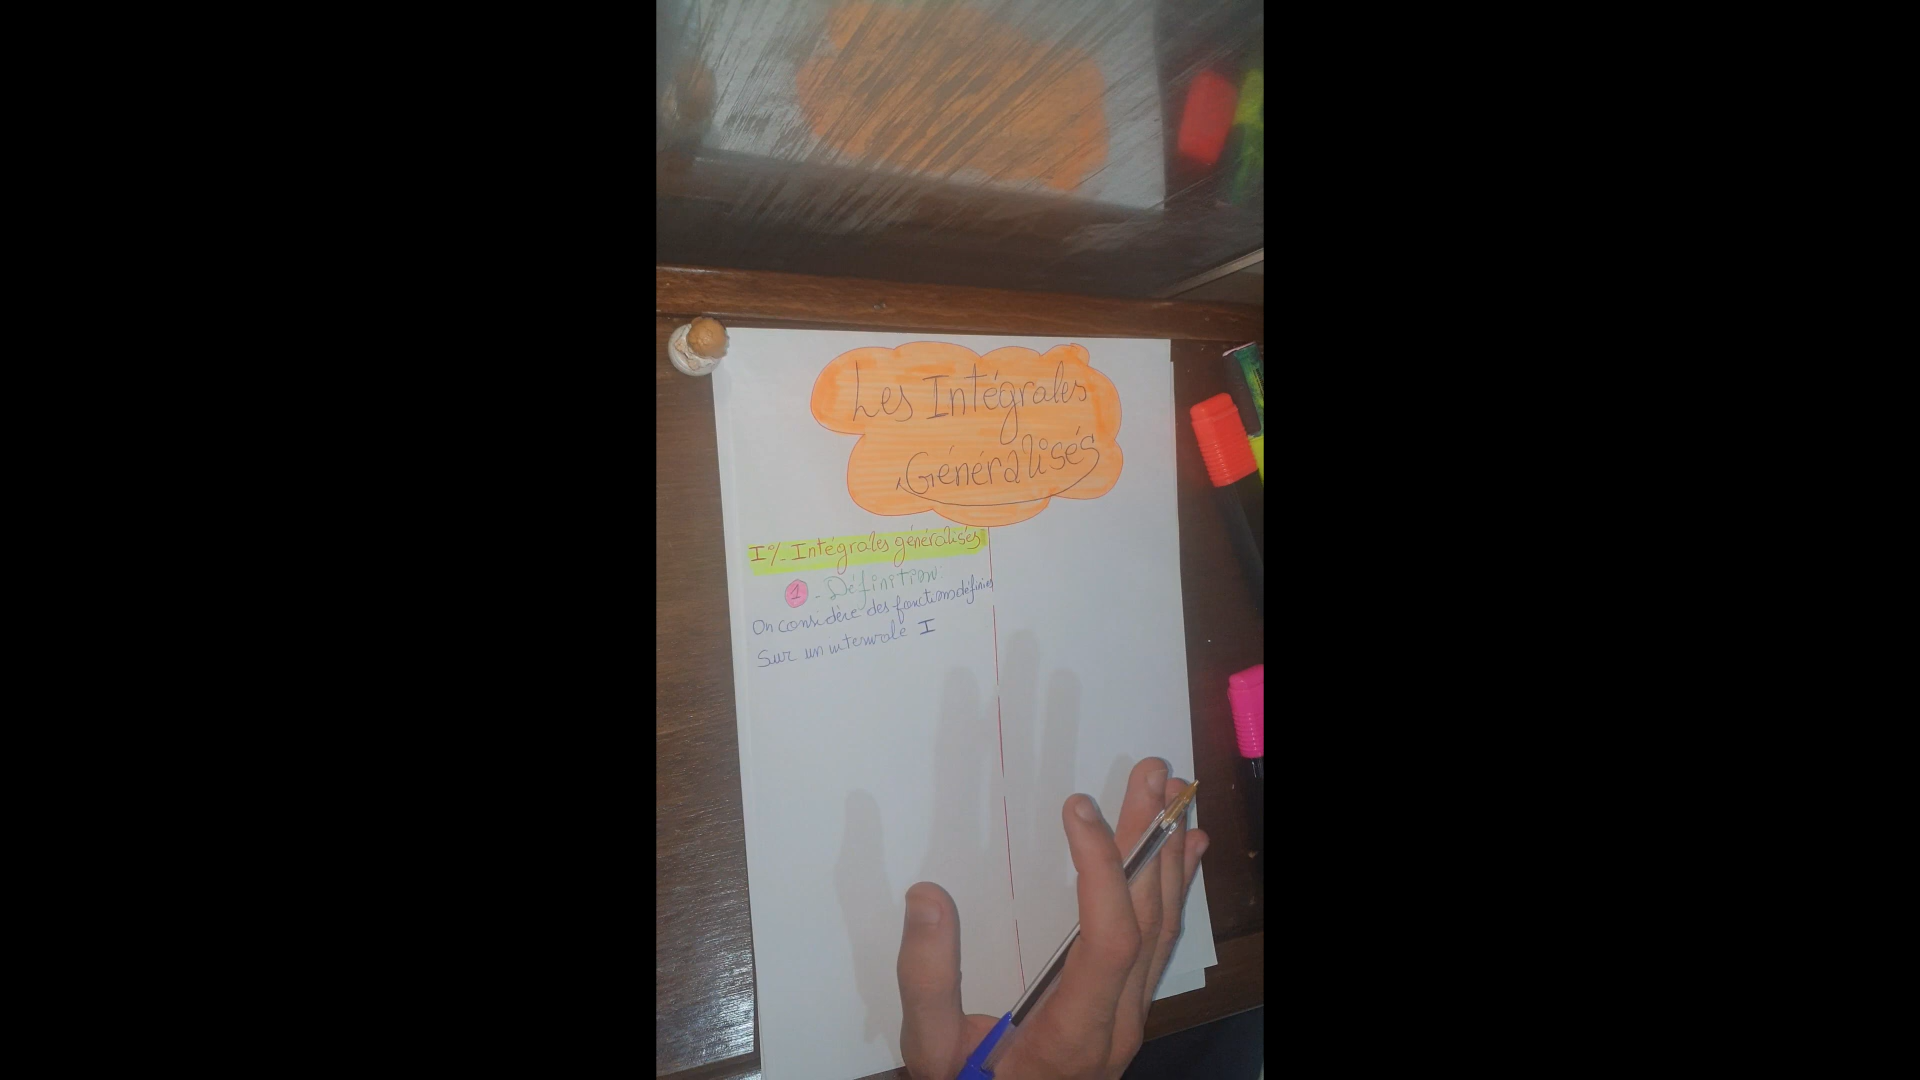 Les Intégrales
Généralisés
I%. Intégrales généralisés
1 - Définition
On considère des fonctions définies
Sur un intervale I